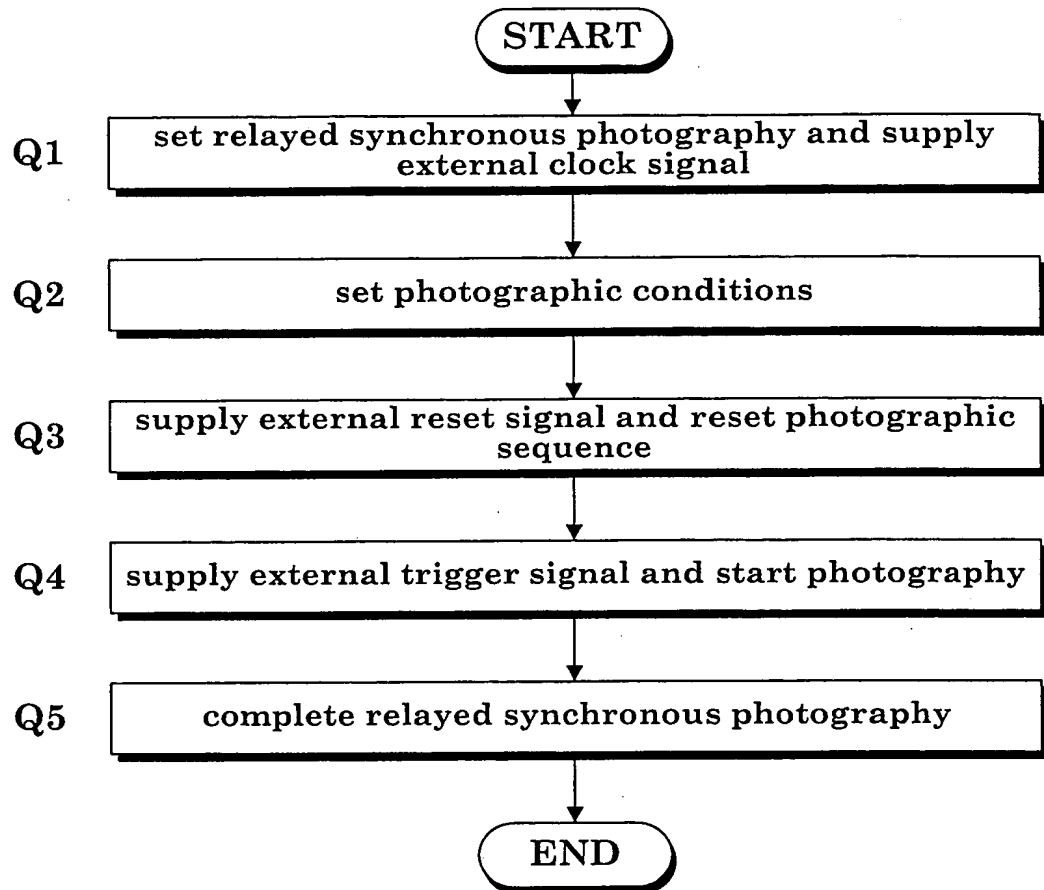 START
Q1
set relayed synchronous photography and supply
external clock signal
Q2
set photographic conditions
Q3
supply external reset signal and reset photographic
sequence
Q4
supply external trigger signal and start photography
Q5
complete relayed synchronous photography
END